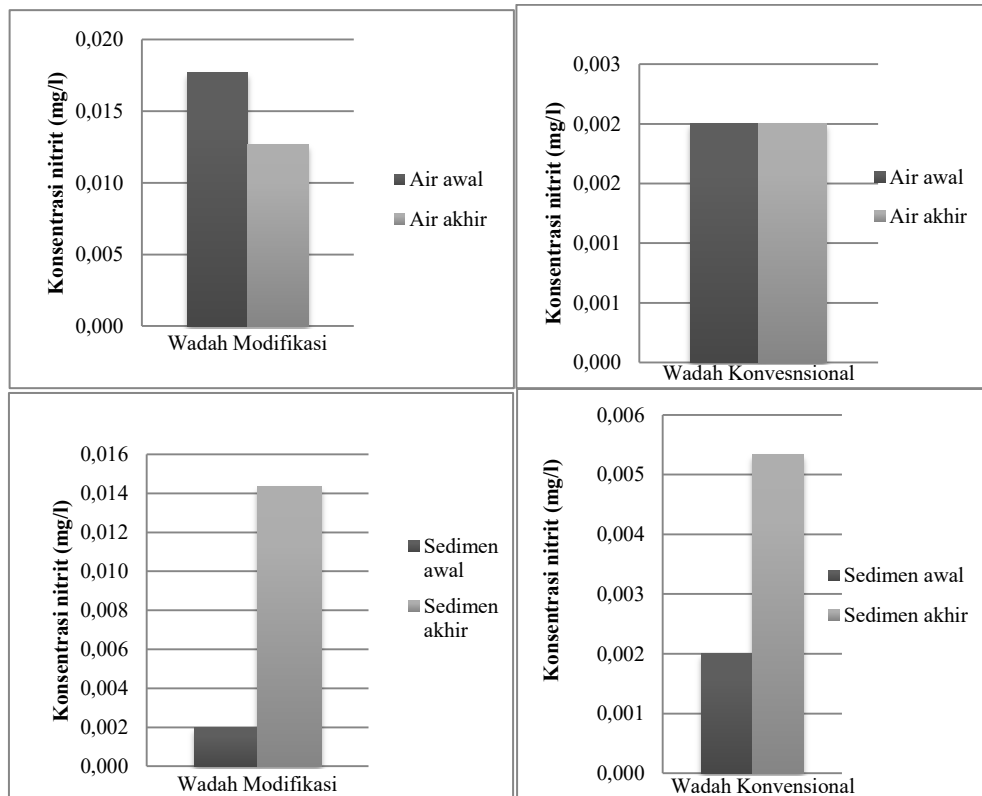 Konsentrasi nitrit (mg/l)
0,020
0,015
0,010
0,005
0,000
Wadah Modifikasi
Air awal
Air akhir
Konsentrasi nitrit (mg/l)
0,003
0,002
0,002
0,001
0,001
0,000
Wadah Konvesnsional
Air awal
Air akhir
Konsentrasi nitrit (mg/l)
0,016
0,014
0,012
0,010
0,008
0,006
0,004
0,002
0,000
Wadah Modifikasi
Sedimen
awal
Sedimen
akhir
Konsentrasi nitrit (mg/l)
0,006
0,005
0,004
0,003
0,002
0,001
0,000
Wadah Konvensional
Sedimen awal
Sedimen akhir